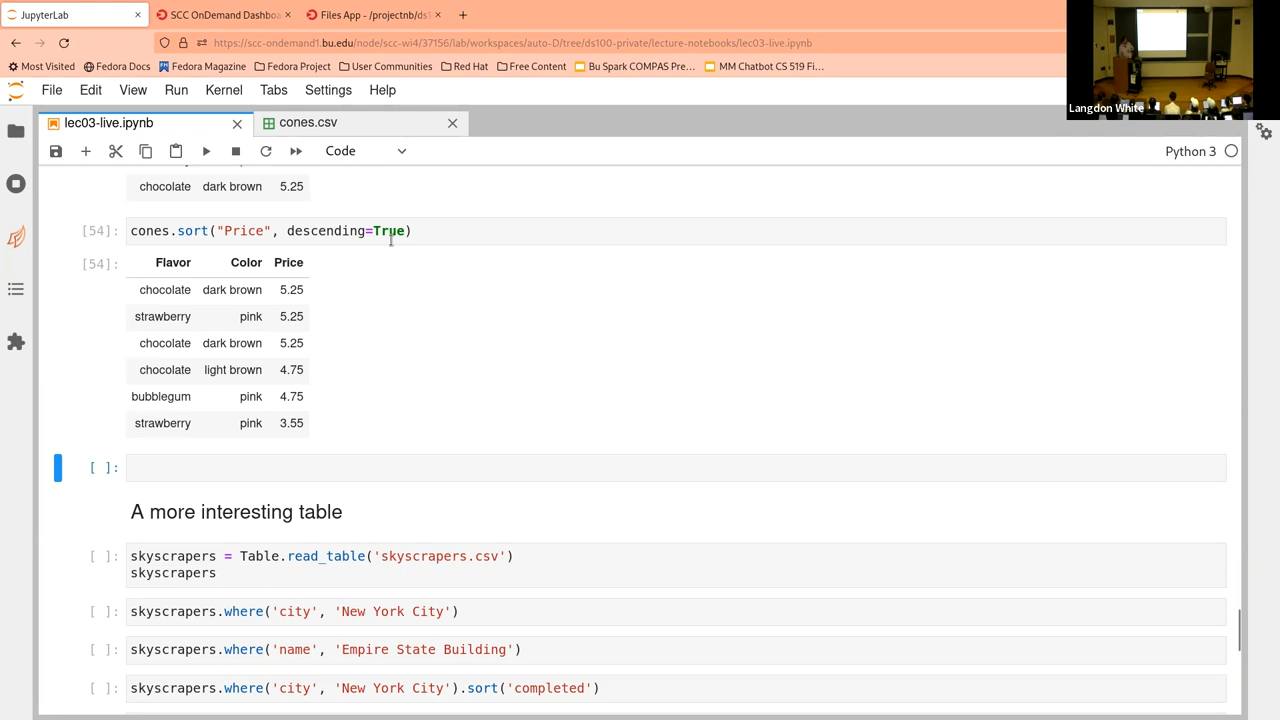 JupyterLab
SCC OnDemand Dashboa
Files App - /projectnb/ds1
https://scc-ondemand1.bu.edu/node/scc-wi4/37156/lab/workspaces/auto-D/tree/ds100-private/lecture-notebooks/lec03-live.ipynb
Most Visited Fedora Docs Fedora Magazine Fedora Project User Communities Red Hat Free Content Bu Spark COMPAS Pre… MM Chatbot CS 519 Fi…
Langdon White
File Edit View Run Kernel Tabs Settings Help
lec03-live.ipynb
cones.csv
Code
Python 3
chocolate dark brown 5.25
[54]: cones.sort("Price", descending=True)
[54]: Flavor Color Price
chocolate dark brown 5.25
strawberry pink 5.25
chocolate dark brown 5.25
chocolate light brown 4.75
bubblegum pink 4.75
strawberry pink 3.55
[ ]:
A more interesting table
[ ]: skyscrapers = Table.read_table('skyscrapers.csv')
skyscrapers
[ ]: skyscrapers.where('city', 'New York City')
[ ]: skyscrapers.where('name', 'Empire State Building')
[ ]: skyscrapers.where('city', 'New York City').sort('completed')